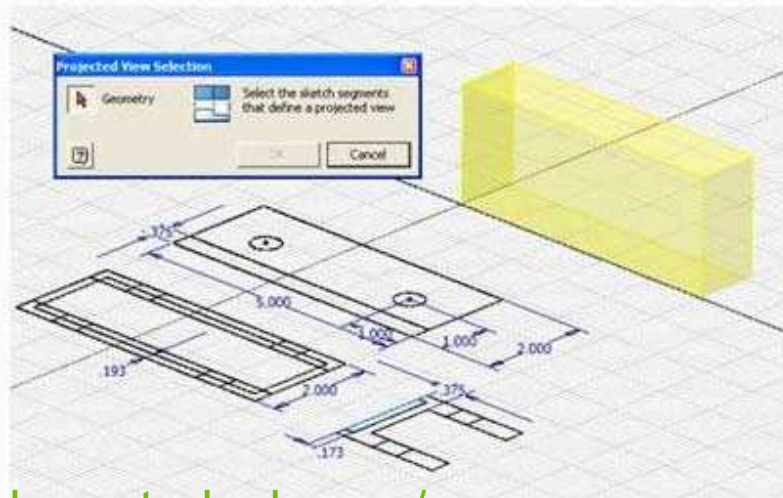 Projected View Selection
Geometry
Select the sketch segments
that define a projected view
Cancel
.375
5.000
1.000
1.000
2.000
.193
2.000
.375
.173